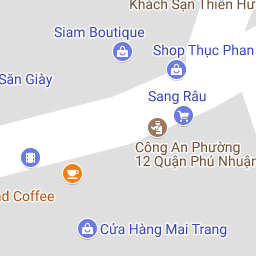 Khách Sạn Thiên Hư
Siam Boutique
Shop Thục Phan
Săn Giày
Sang Râu
Công An Phường
12 Quận Phú Nhuận
d Coffee
Cửa Hàng Mai Trang